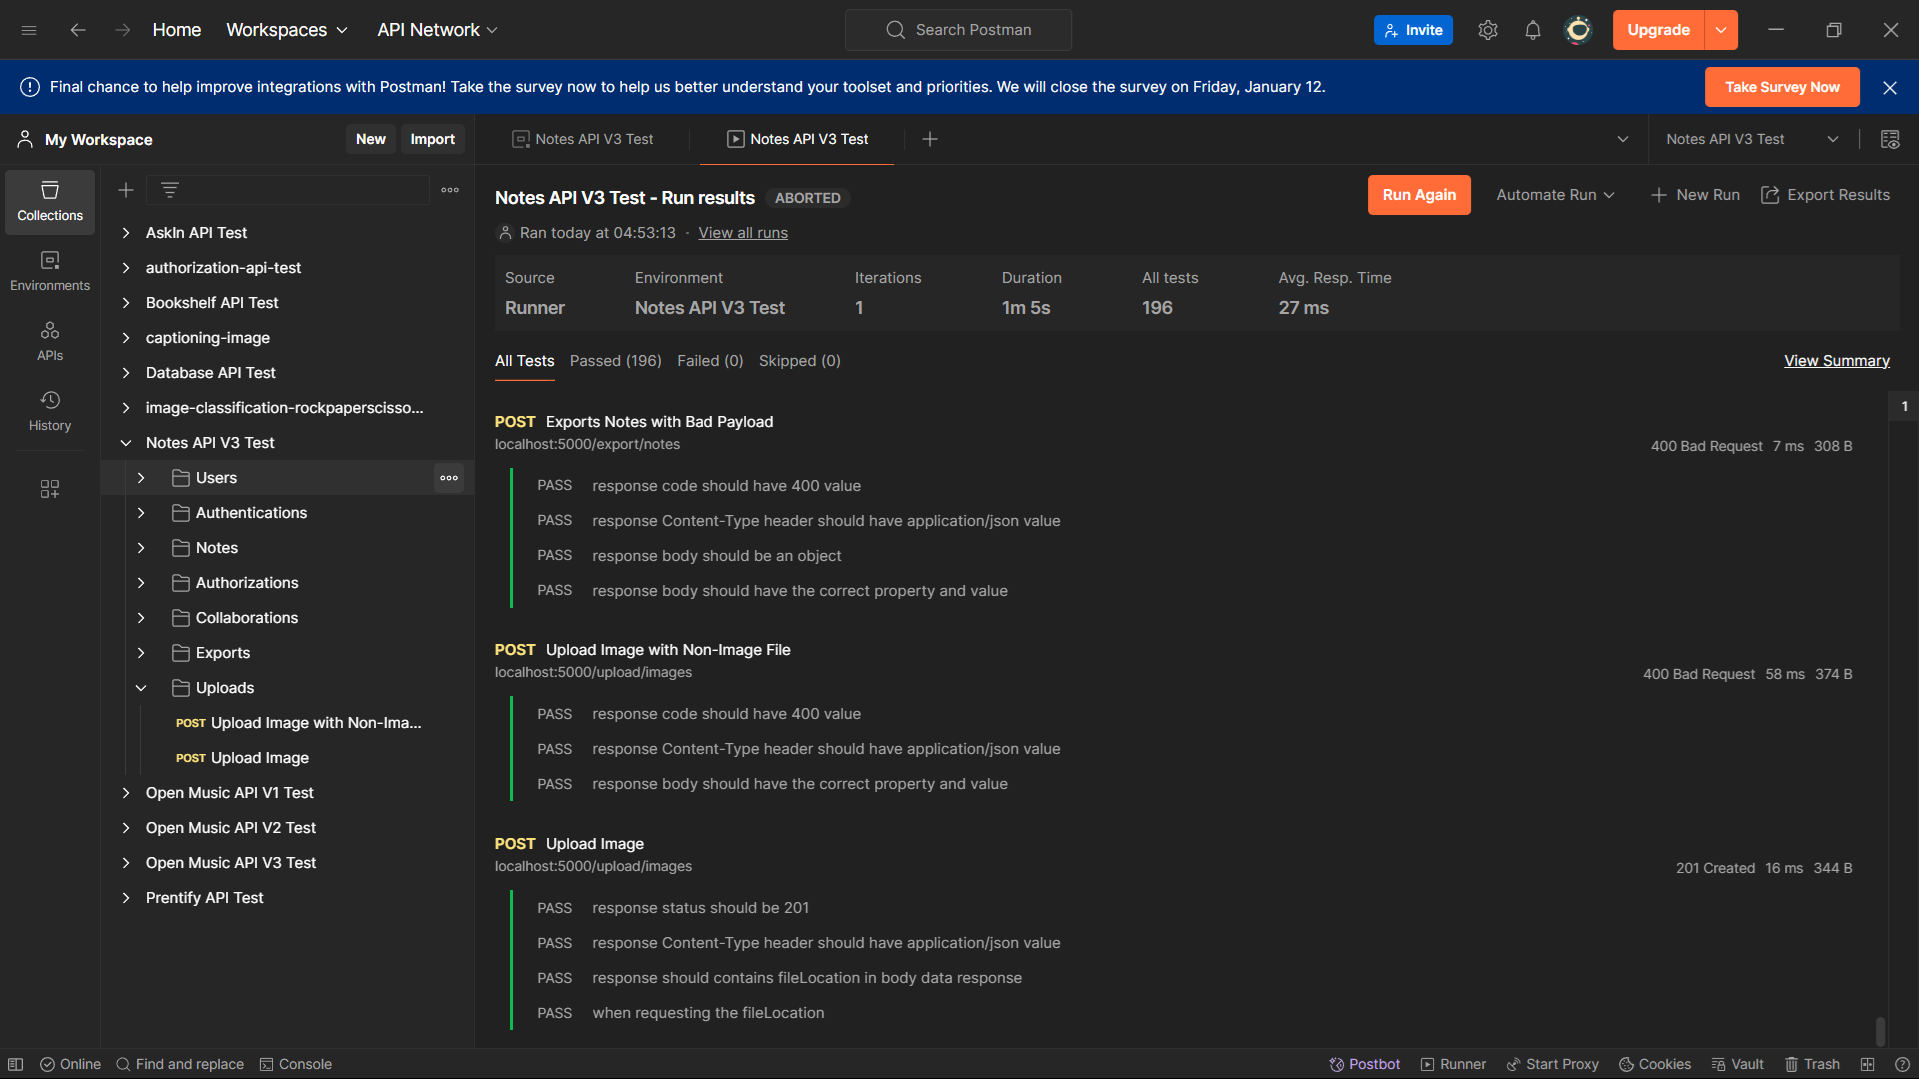 Home Workspaces API Network Search Postman Invite Upgrade
Final chance to help improve integrations with Postman! Take the survey now to help us better understand your toolset and priorities. We will close the survey on Friday, January 12. Take Survey Now
My Workspace New Import
Notes API V3 Test Notes API V3 Test Notes API V3 Test
Collections
Environments
APIs
History
AskIn API Test
authorization-api-test
Bookshelf API Test
captioning-image
Database API Test
image-classification-rockpaperscisso...
Notes API V3 Test
Users
Authentications
Notes
Authorizations
Collaborations
Exports
Uploads
POST Upload Image with Non-Ima...
POST Upload Image
Open Music API V1 Test
Open Music API V2 Test
Open Music API V3 Test
Prentify API Test
Notes API V3 Test - Run results ABORTED Run Again Automate Run New Run Export Results
Ran today at 04:53:13 · View all runs
Source Environment Iterations Duration All tests Avg. Resp. Time
Runner Notes API V3 Test 1 1m 5s 196 27 ms
All Tests Passed (196) Failed (0) Skipped (0) View Summary
1
POST Exports Notes with Bad Payload
localhost:5000/export/notes 400 Bad Request 7 ms 308 B
PASS response code should have 400 value
PASS response Content-Type header should have application/json value
PASS response body should be an object
PASS response body should have the correct property and value
POST Upload Image with Non-Image File
localhost:5000/upload/images 400 Bad Request 58 ms 374 B
PASS response code should have 400 value
PASS response Content-Type header should have application/json value
PASS response body should have the correct property and value
POST Upload Image
localhost:5000/upload/images 201 Created 16 ms 344 B
PASS response status should be 201
PASS response Content-Type header should have application/json value
PASS response should contains fileLocation in body data response
PASS when requesting the fileLocation
Online Find and replace Console Postbot Runner Start Proxy Cookies Vault Trash